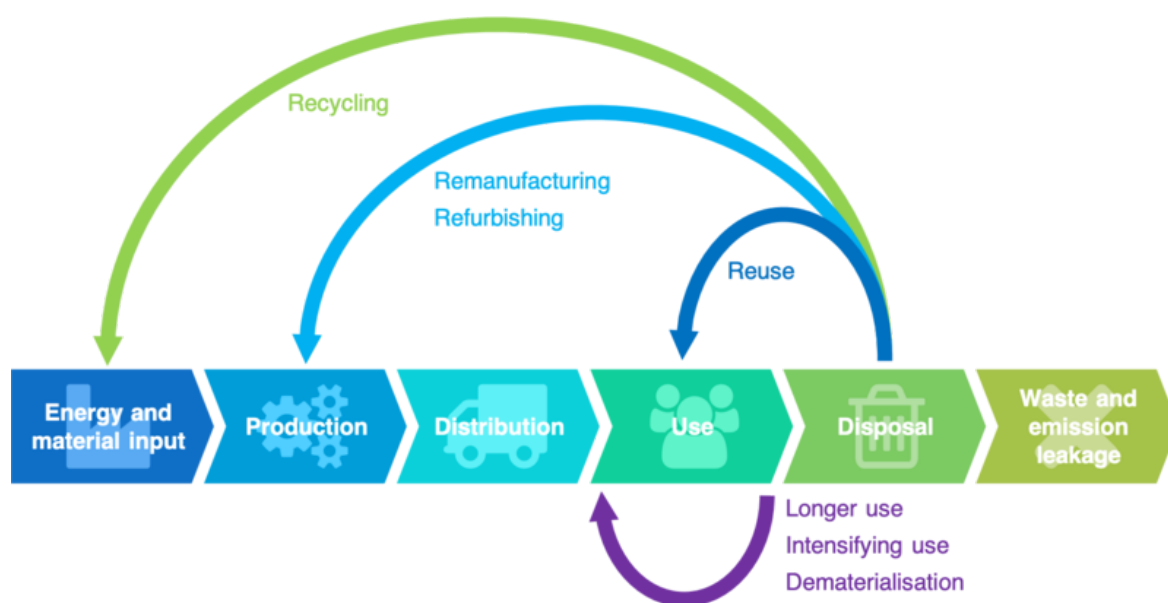 Recycling
Remanufacturing
Refurbishing
Reuse
Energy and
material input
Production
Distribution
Use
Disposal
Waste and
emission
leakage
Longer use
Intensifying use
Dematerialisation